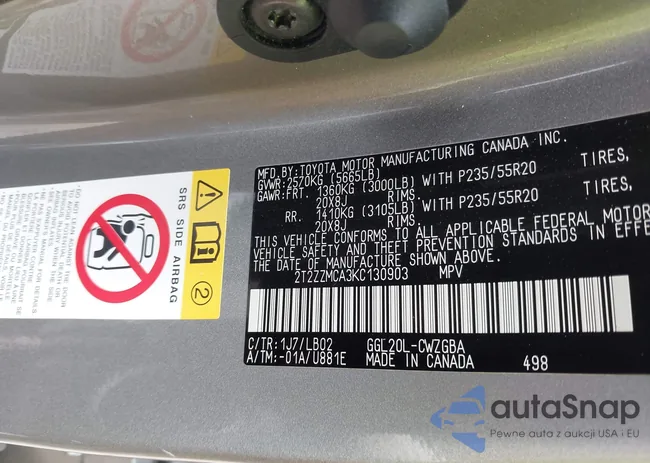 MFD.BY:TOYOTA MOTOR MANUFACTURING CANADA INC.
GVWR:2570KG (5665LB)
GAWR:FRT. 1360KG (3000LB) WITH P235/55R20 TIRES,
20X8J RIMS.
RR. 1410KG (3105LB) WITH P235/55R20 TIRES,
20X8J RIMS.
THIS VEHICLE CONFORMS TO ALL APPLICABLE FEDERAL MOTOR
VEHICLE SAFETY AND THEFT PREVENTION STANDARDS IN EFFE
THE DATE OF MANUFACTURE SHOWN ABOVE.
2T2ZZMCA3KC130903 MPV
C/TR:1J7/LB02 GGL20L-CWZGBA
A/TM:-01A/U881E MADE IN CANADA 498
SRS SIDE AIRBAG
2
autaSnap
Pewne auta z aukcji USA i EU